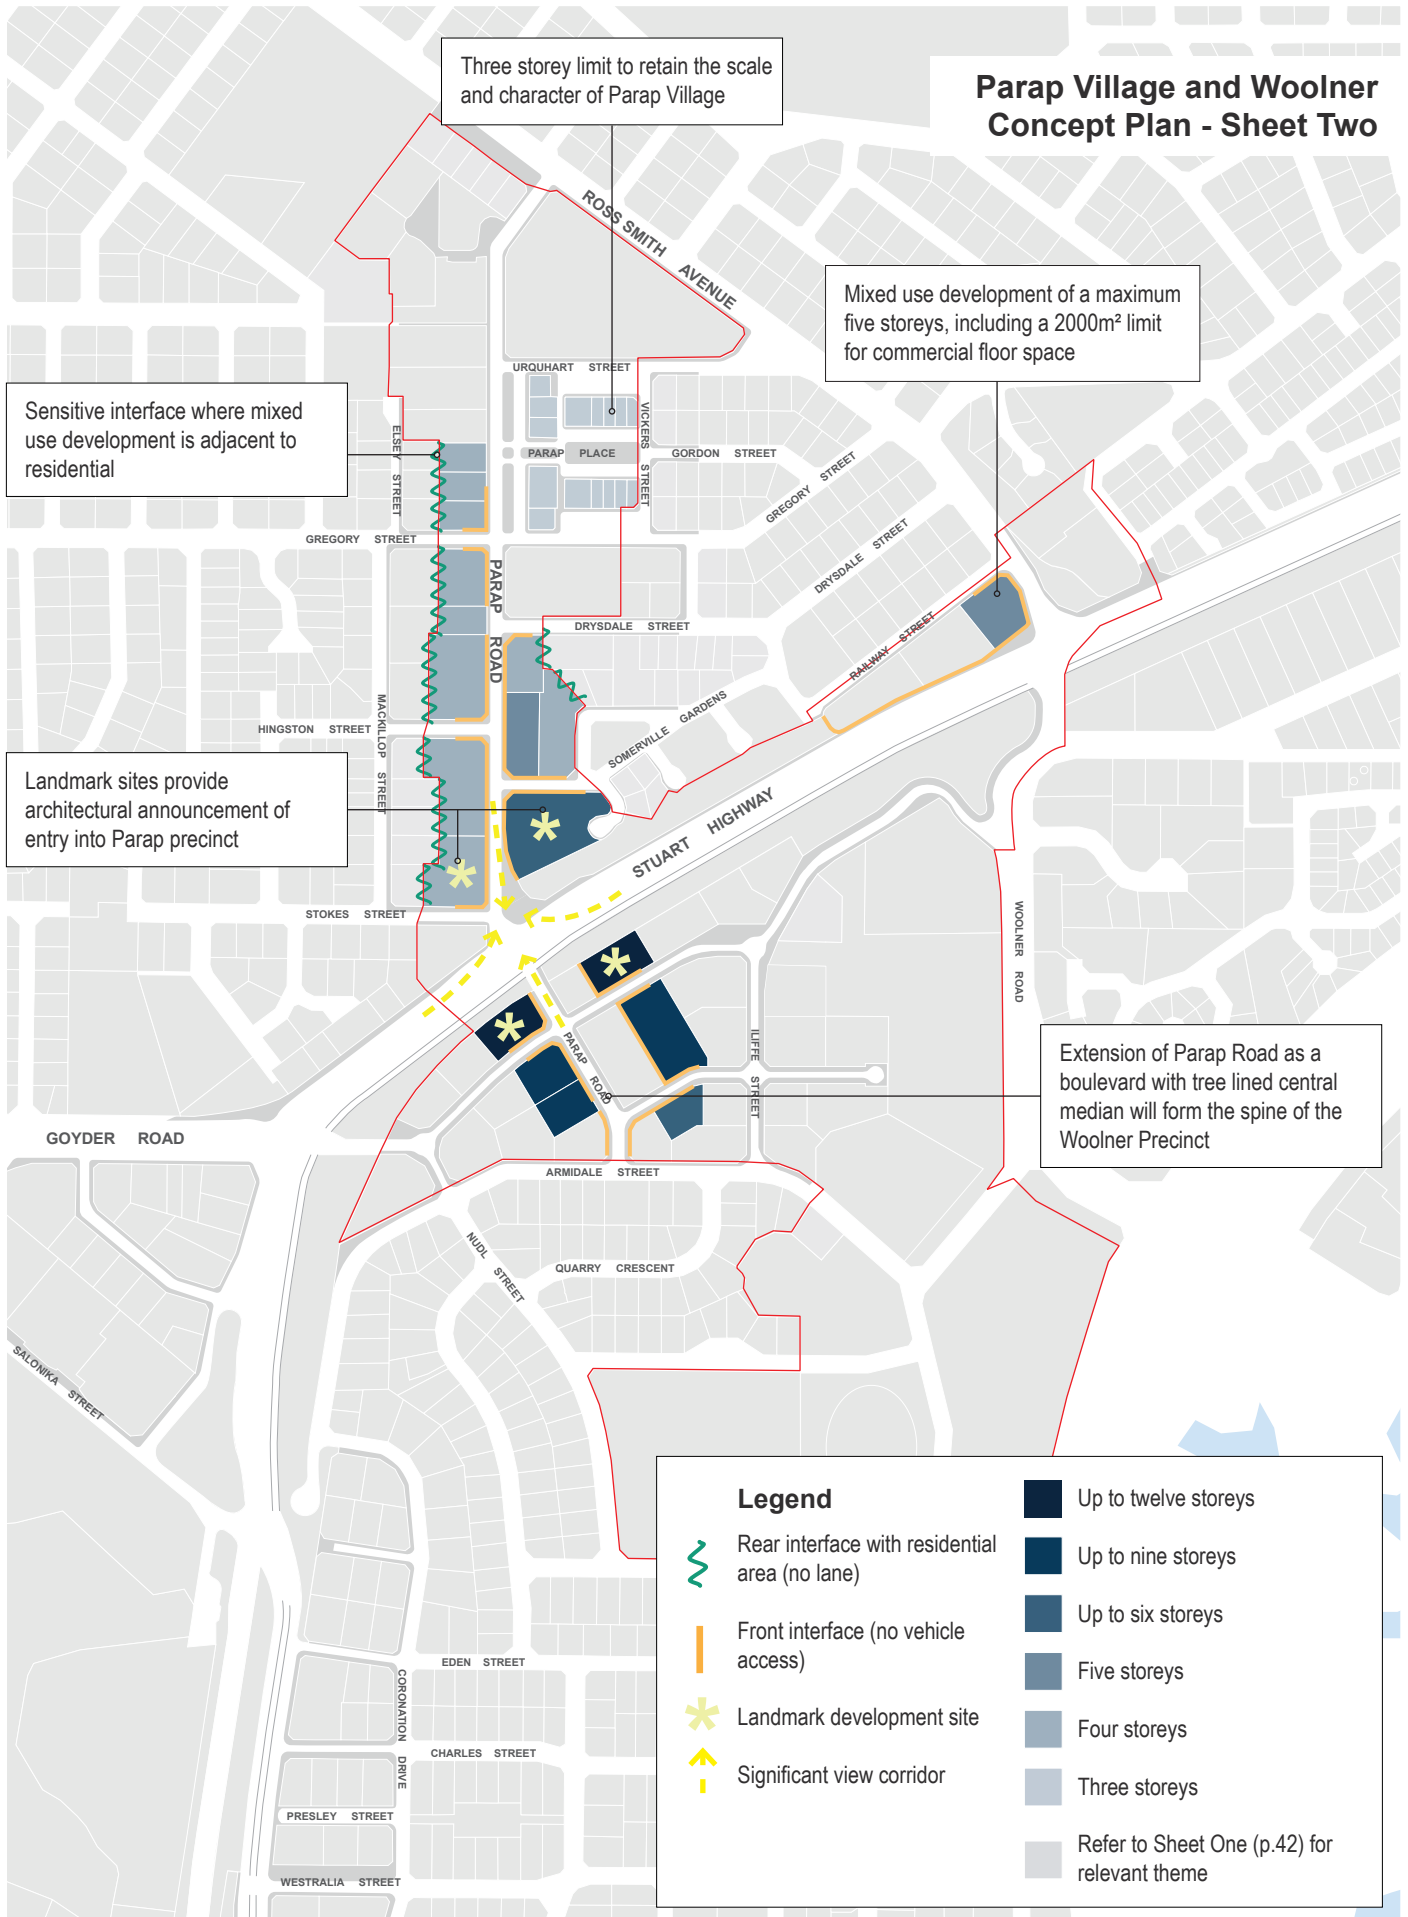 Parap Village and Woolner
Concept Plan - Sheet Two
Three storey limit to retain the scale
and character of Parap Village
ROSS SMITH AVENUE
Mixed use development of a maximum
five storeys, including a 2000m² limit
for commercial floor space
URQUHART STREET
Sensitive interface where mixed
use development is adjacent to
residential
ELSEY STREET
VICKERS STREET
PARAP PLACE
GORDON STREET
GREGORY STREET
GREGORY STREET
DRYSDALE STREET
PARAP ROAD
DRYSDALE STREET
RAILWAY STREET
MACKILLOP STREET
HINGSTON STREET
SOMERVILLE GARDENS
Landmark sites provide
architectural announcement of
entry into Parap precinct
STUART HIGHWAY
STOKES STREET
WOOLNER ROAD
PARAP ROAD
ILIFFE STREET
Extension of Parap Road as a
boulevard with tree lined central
median will form the spine of the
Woolner Precinct
GOYDER ROAD
ARMIDALE STREET
NUDL STREET
QUARRY CRESCENT
SALONIKA STREET
EDEN STREET
CORONATION DRIVE
CHARLES STREET
PRESLEY STREET
WESTRALIA STREET
Legend
Rear interface with residential
area (no lane)
Front interface (no vehicle
access)
Landmark development site
Significant view corridor
Up to twelve storeys
Up to nine storeys
Up to six storeys
Five storeys
Four storeys
Three storeys
Refer to Sheet One (p.42) for
relevant theme